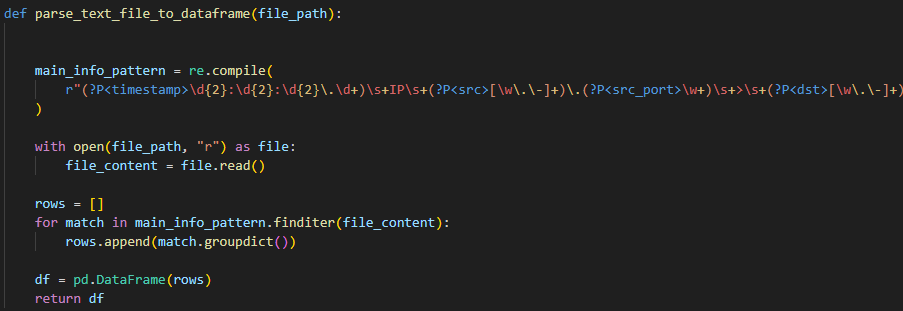 def parse_text_file_to_dataframe(file_path):
main_info_pattern = re.compile(
r"(?P<timestamp>\d{2}:\d{2}:\d{2}\.\d+)\s+IP\s+(?P<src>[\w\.\-]+)\.(?P<src_port>\w+)\s+>\s+(?P<dst>[\w\.\-]+)
)
with open(file_path, "r") as file:
file_content = file.read()
rows = []
for match in main_info_pattern.finditer(file_content):
rows.append(match.groupdict())
df = pd.DataFrame(rows)
return df